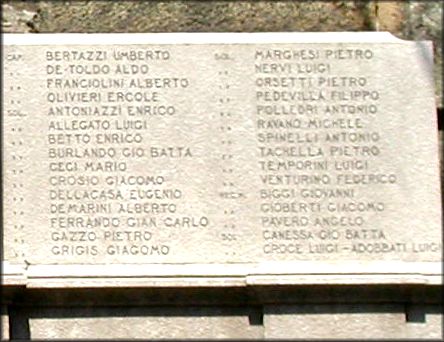 CAP. BERTAZZI UMBERTO
,, DE-TOLDO ALDO
,, FRANCIOLINI ALBERTO
,, OLIVIERI ERCOLE
SOL. ANTONIAZZI ENRICO
,, ALLEGATO LUIGI
,, BETTO ENRICO
,, BURLANDO GIO BATTA
,, CECI MARIO
,, CROSIO GIACOMO
,, DELLACASA EUGENIO
,, DEMARINI ALBERTO
,, FERRANDO GIAN CARLO
,, GAZZO PIETRO
,, GRIGIS GIACOMO
SOL. MARCHESI PIETRO
,, NERVI LUIGI
,, ORSETTI PIETRO
,, PEDEVILLA FILIPPO
,, POLLEDRI ANTONIO
,, RAVANO MICHELE
,, SPINELLI ANTONIO
,, TACHELLA PIETRO
,, TEMPORINI LUIGI
,, VENTURINO FEDERICO
BIGGI GIOVANNI
,, GIOBERTI GIACOMO
,, PAVERO ANGELO
SOL. CANESSA GIO BATTA
,, CROCE LUIGI - ADOBBATI LUIGI